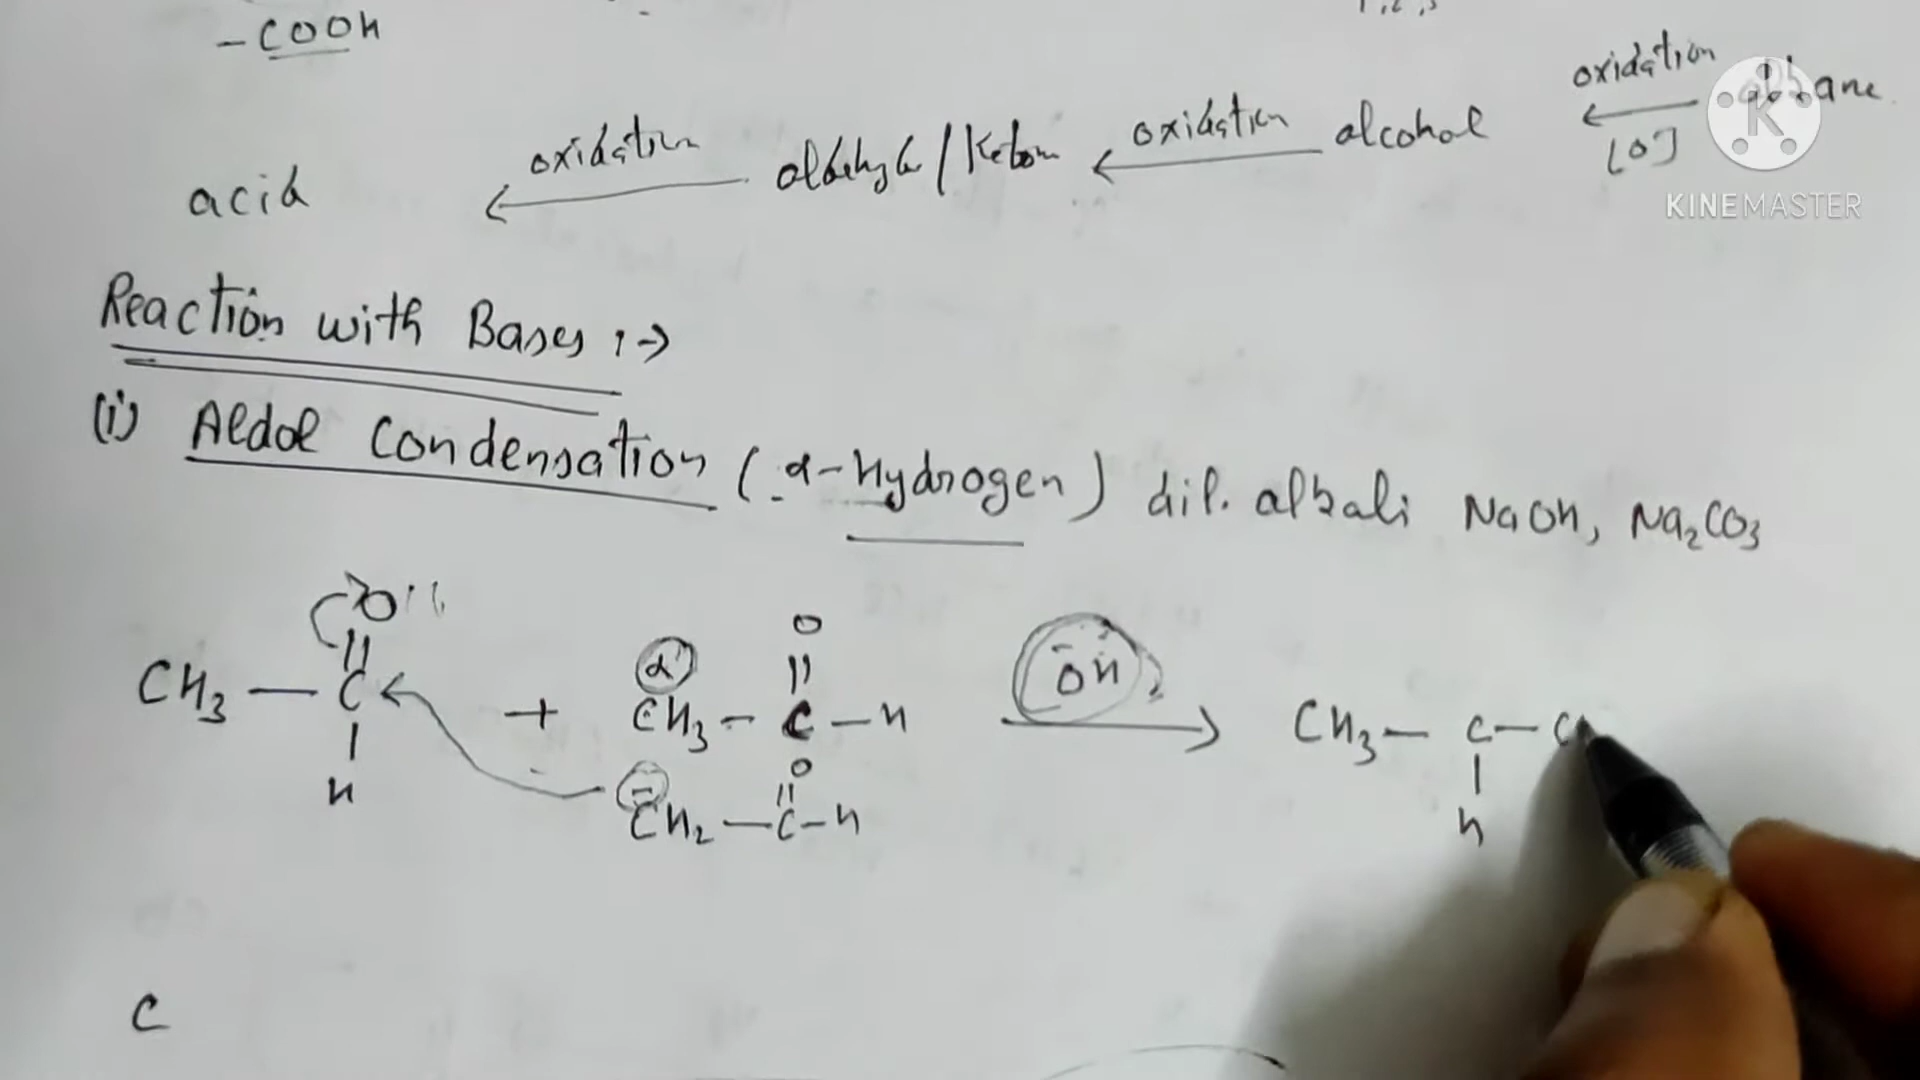 -COOH
oxidation
acid ← oxidation aldehyde/Ketone ← oxidation alcohol ← [O]
KINEMASTER
Reaction with Bases :->
(i) Aldol Condensation (α-Hydrogen) dil. alkali NaOH, Na2CO3
O
O
α
OH
CH3 — C + CH3 - C - H → CH3 - C - C
H
O
H
- CH2 — C - H
C